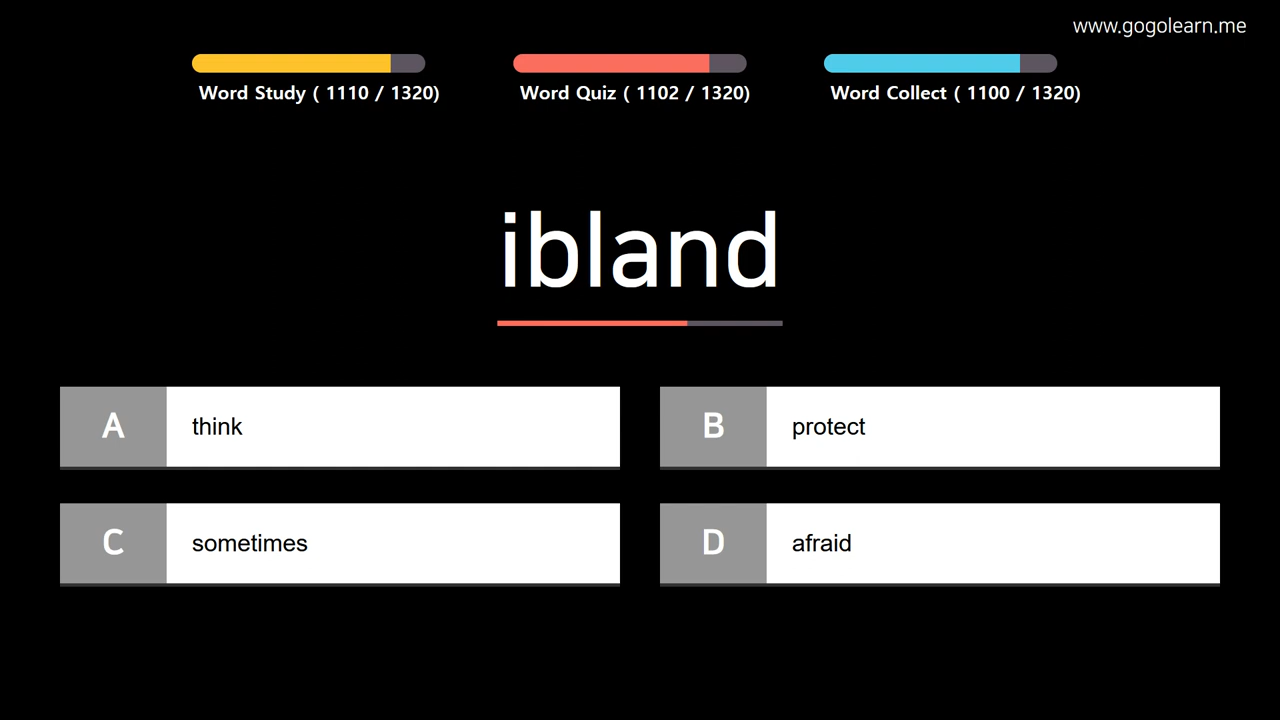 www.gogolearn.me
Word Study ( 1110 / 1320)
Word Quiz ( 1102 / 1320)
Word Collect ( 1100 / 1320)
ibland
A think
B protect
C sometimes
D afraid